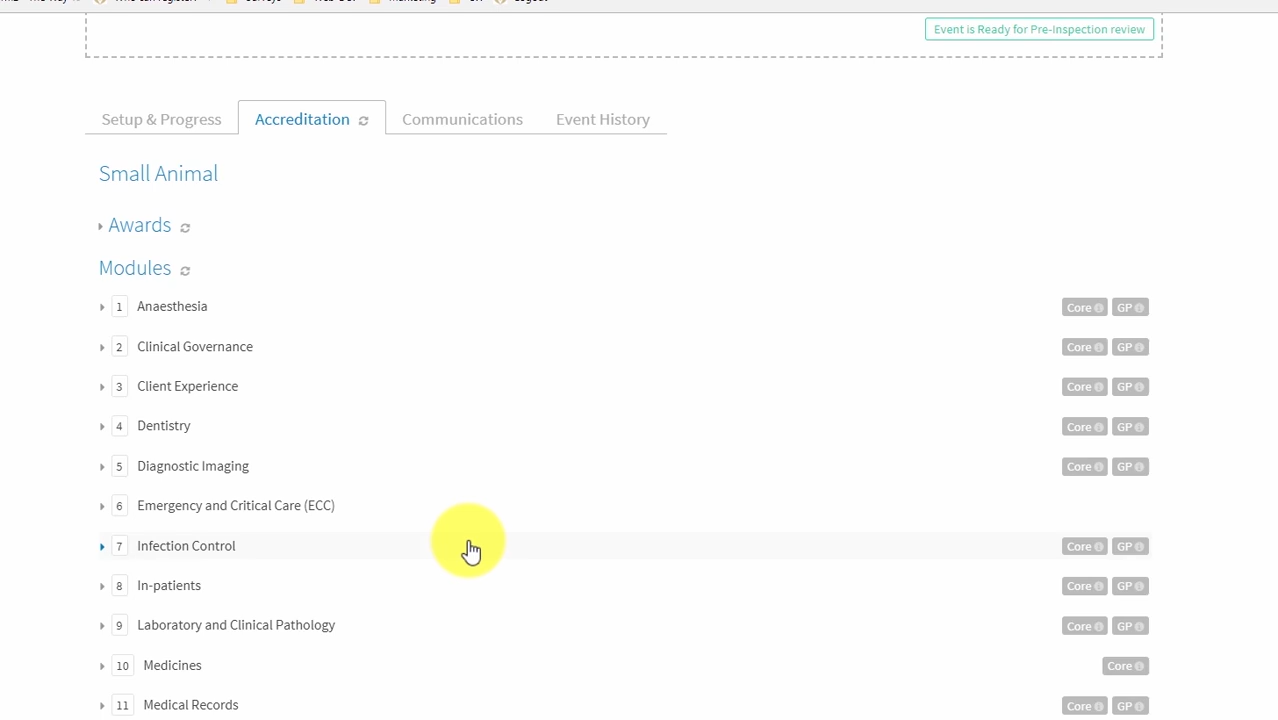 Event is Ready for Pre-Inspection review
Setup & Progress Accreditation Communications Event History
Small Animal
Awards
Modules
1 Anaesthesia Core GP
2 Clinical Governance Core GP
3 Client Experience Core GP
4 Dentistry Core GP
5 Diagnostic Imaging Core GP
6 Emergency and Critical Care (ECC)
7 Infection Control Core GP
8 In-patients Core GP
9 Laboratory and Clinical Pathology Core GP
10 Medicines Core
11 Medical Records Core GP